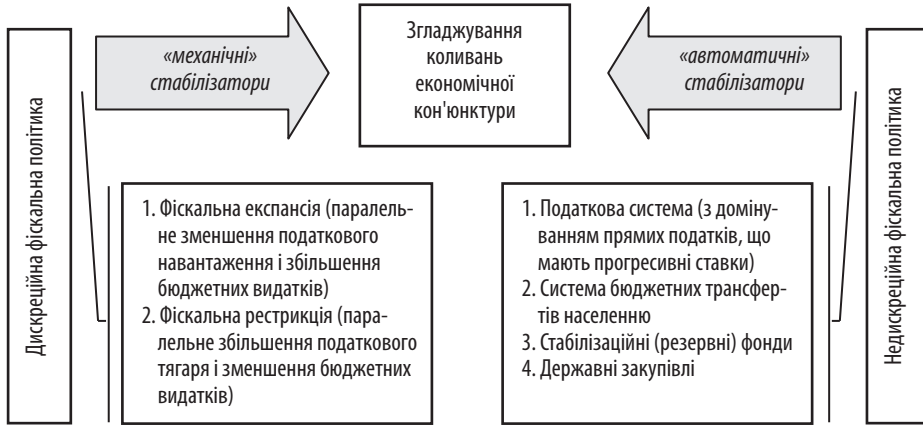 Дискреційна фіскальна політика
«механічні»
стабілізатори
Згладжування
коливань
економічної
кон'юнктури
«автоматичні»
стабілізатори
Недискреційна фіскальна політика
1. Фіскальна експансія (паралель-
не зменшення податкового
навантаження і збільшення
бюджетних видатків)
2. Фіскальна рестрикція (пара-
лельне збільшення податкового
тягаря і зменшення бюджетних
видатків)
1. Податкова система (з доміну-
ванням прямих податків, що
мають прогресивні ставки)
2. Система бюджетних трансфер-
тів населенню
3. Стабілізаційні (резервні) фонди
4. Державні закупівлі